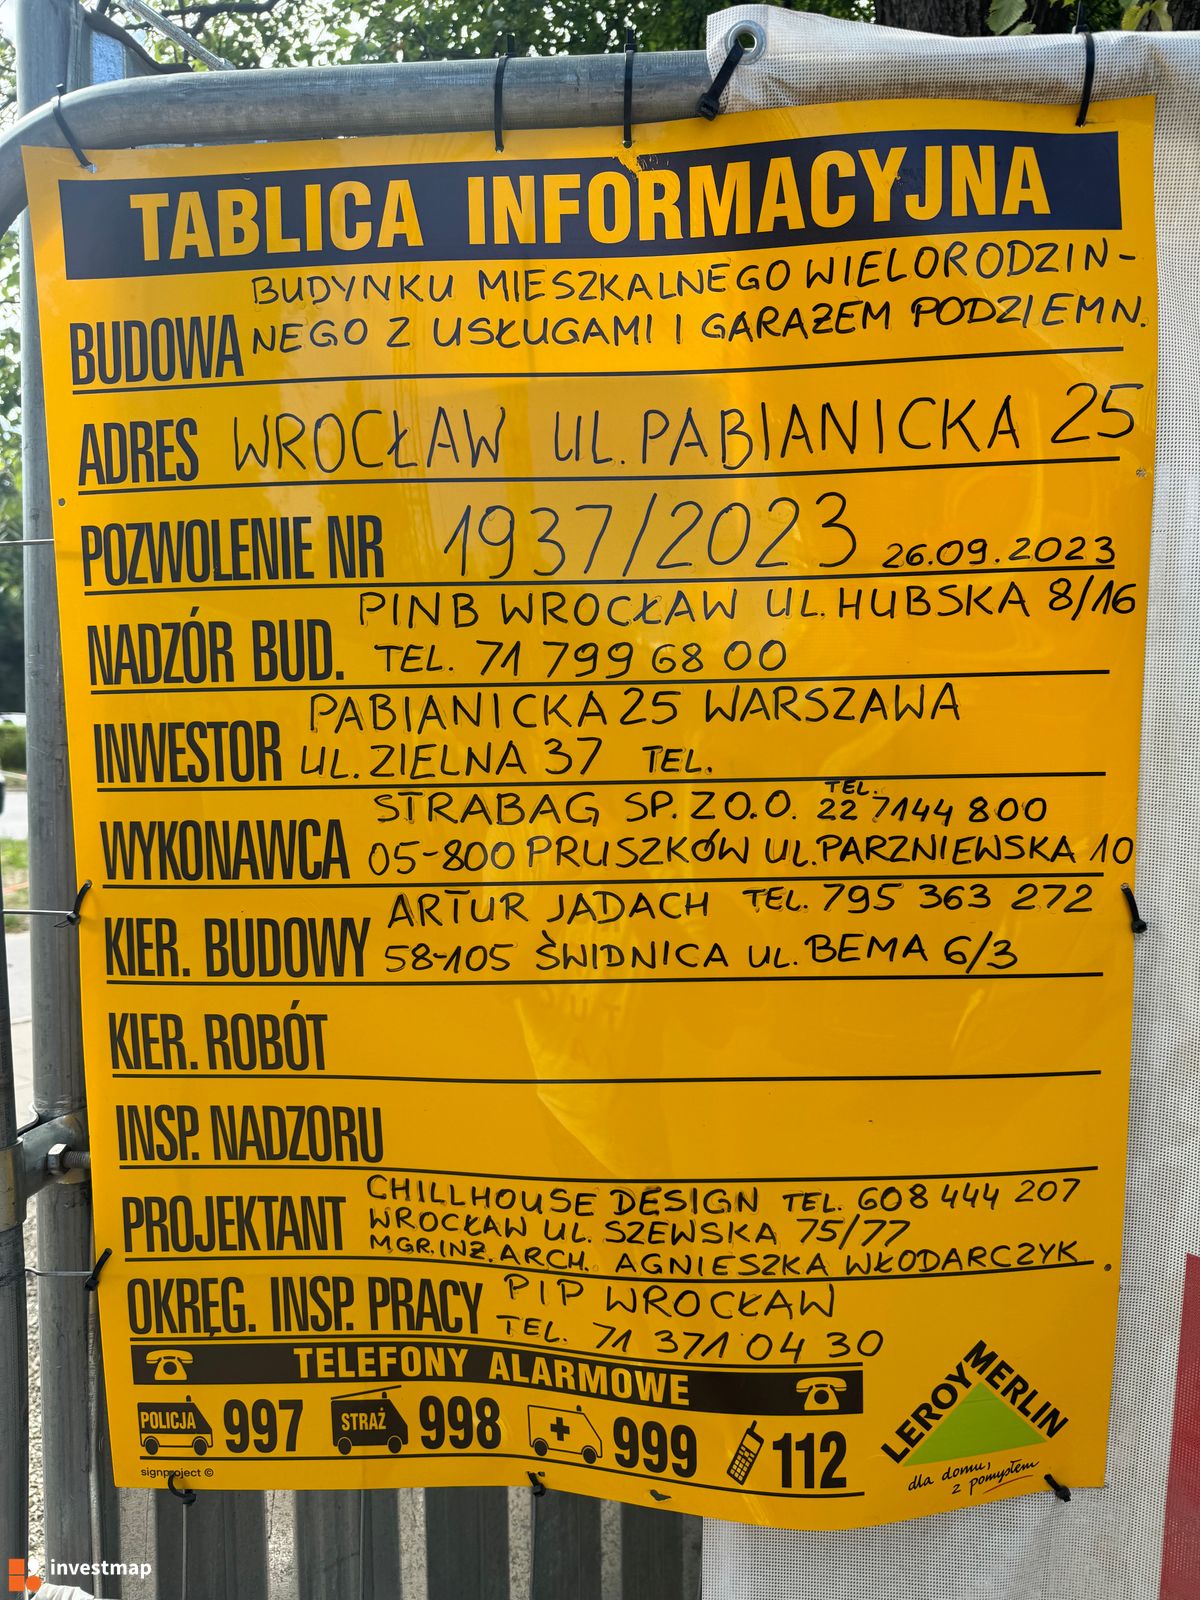 TABLICA INFORMACYJNA
BUDYNKU MIESZKALNEGO WIELORODZIN-
BUDOWA NEGO Z USŁUGAMI I GARAŻEM PODZIEMN.
ADRES WROCŁAW UL. PABIANICKA 25
POZWOLENIE NR 1937/2023 26.09.2023
PINB WROCŁAW UL. HUBSKA 8/16
NADZÓR BUD. TEL. 71 799 68 00
PABIANICKA 25 WARSZAWA
INWESTOR UL. ZIELNA 37 TEL.
STRABAG SP. ZO.O. TEL. 22 7144 800
WYKONAWCA 05-800 PRUSZKÓW UL. PARZNIEWSKA 10
ARTUR JADACH TEL. 795 363 272
KIER. BUDOWY 58-105 ŚWIDNICA UL. BEMA 6/3
KIER. ROBÓT
INSP. NADZORU
CHILLHOUSE DESIGN TEL. 608 444 207
PROJEKTANT WROCŁAW UL. SZEWSKA 75/77
MGR.INŻ.ARCH. AGNIESZKA WŁODARCZYK
OKRĘG. INSP. PRACY PIP WROCŁAW
TEL. 71 371 04 30
TELEFONY ALARMOWE
POLICJA 997 STRAŻ 998 999 112
LEROY MERLIN
dla domu,
z pomysłem
signproject ©
investmap